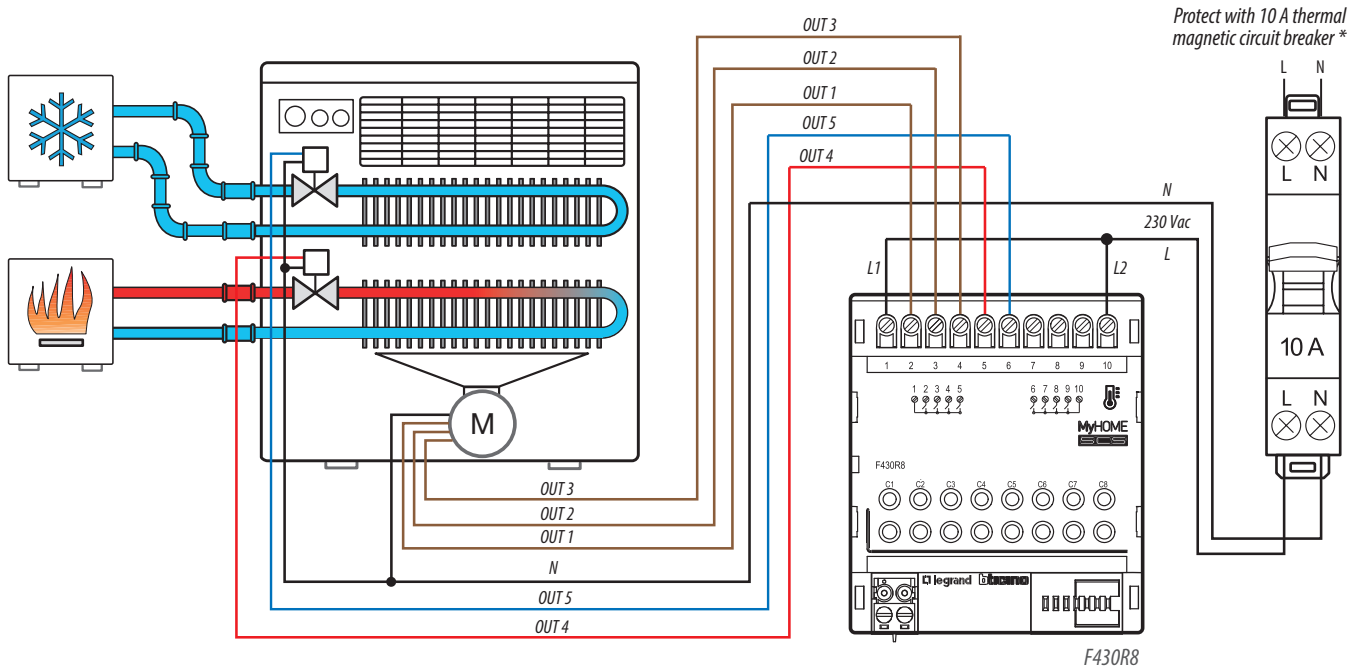 Protect with 10 A thermal
magnetic circuit breaker *
L N
OUT 3
OUT 2
OUT 1
OUT 5
OUT 4
N
230 Vac
L
L1
L2
L N
10 A
L N
1 2 3 4 5 6 7 8 9 10
1 2 3 4 5
6 7 8 9 10
MyHOME
SCS
F430R8
C1 C2 C3 C4 C5 C6 C7 C8
legrand bticino
F430R8
M
OUT 3
OUT 2
OUT 1
N
OUT 5
OUT 4